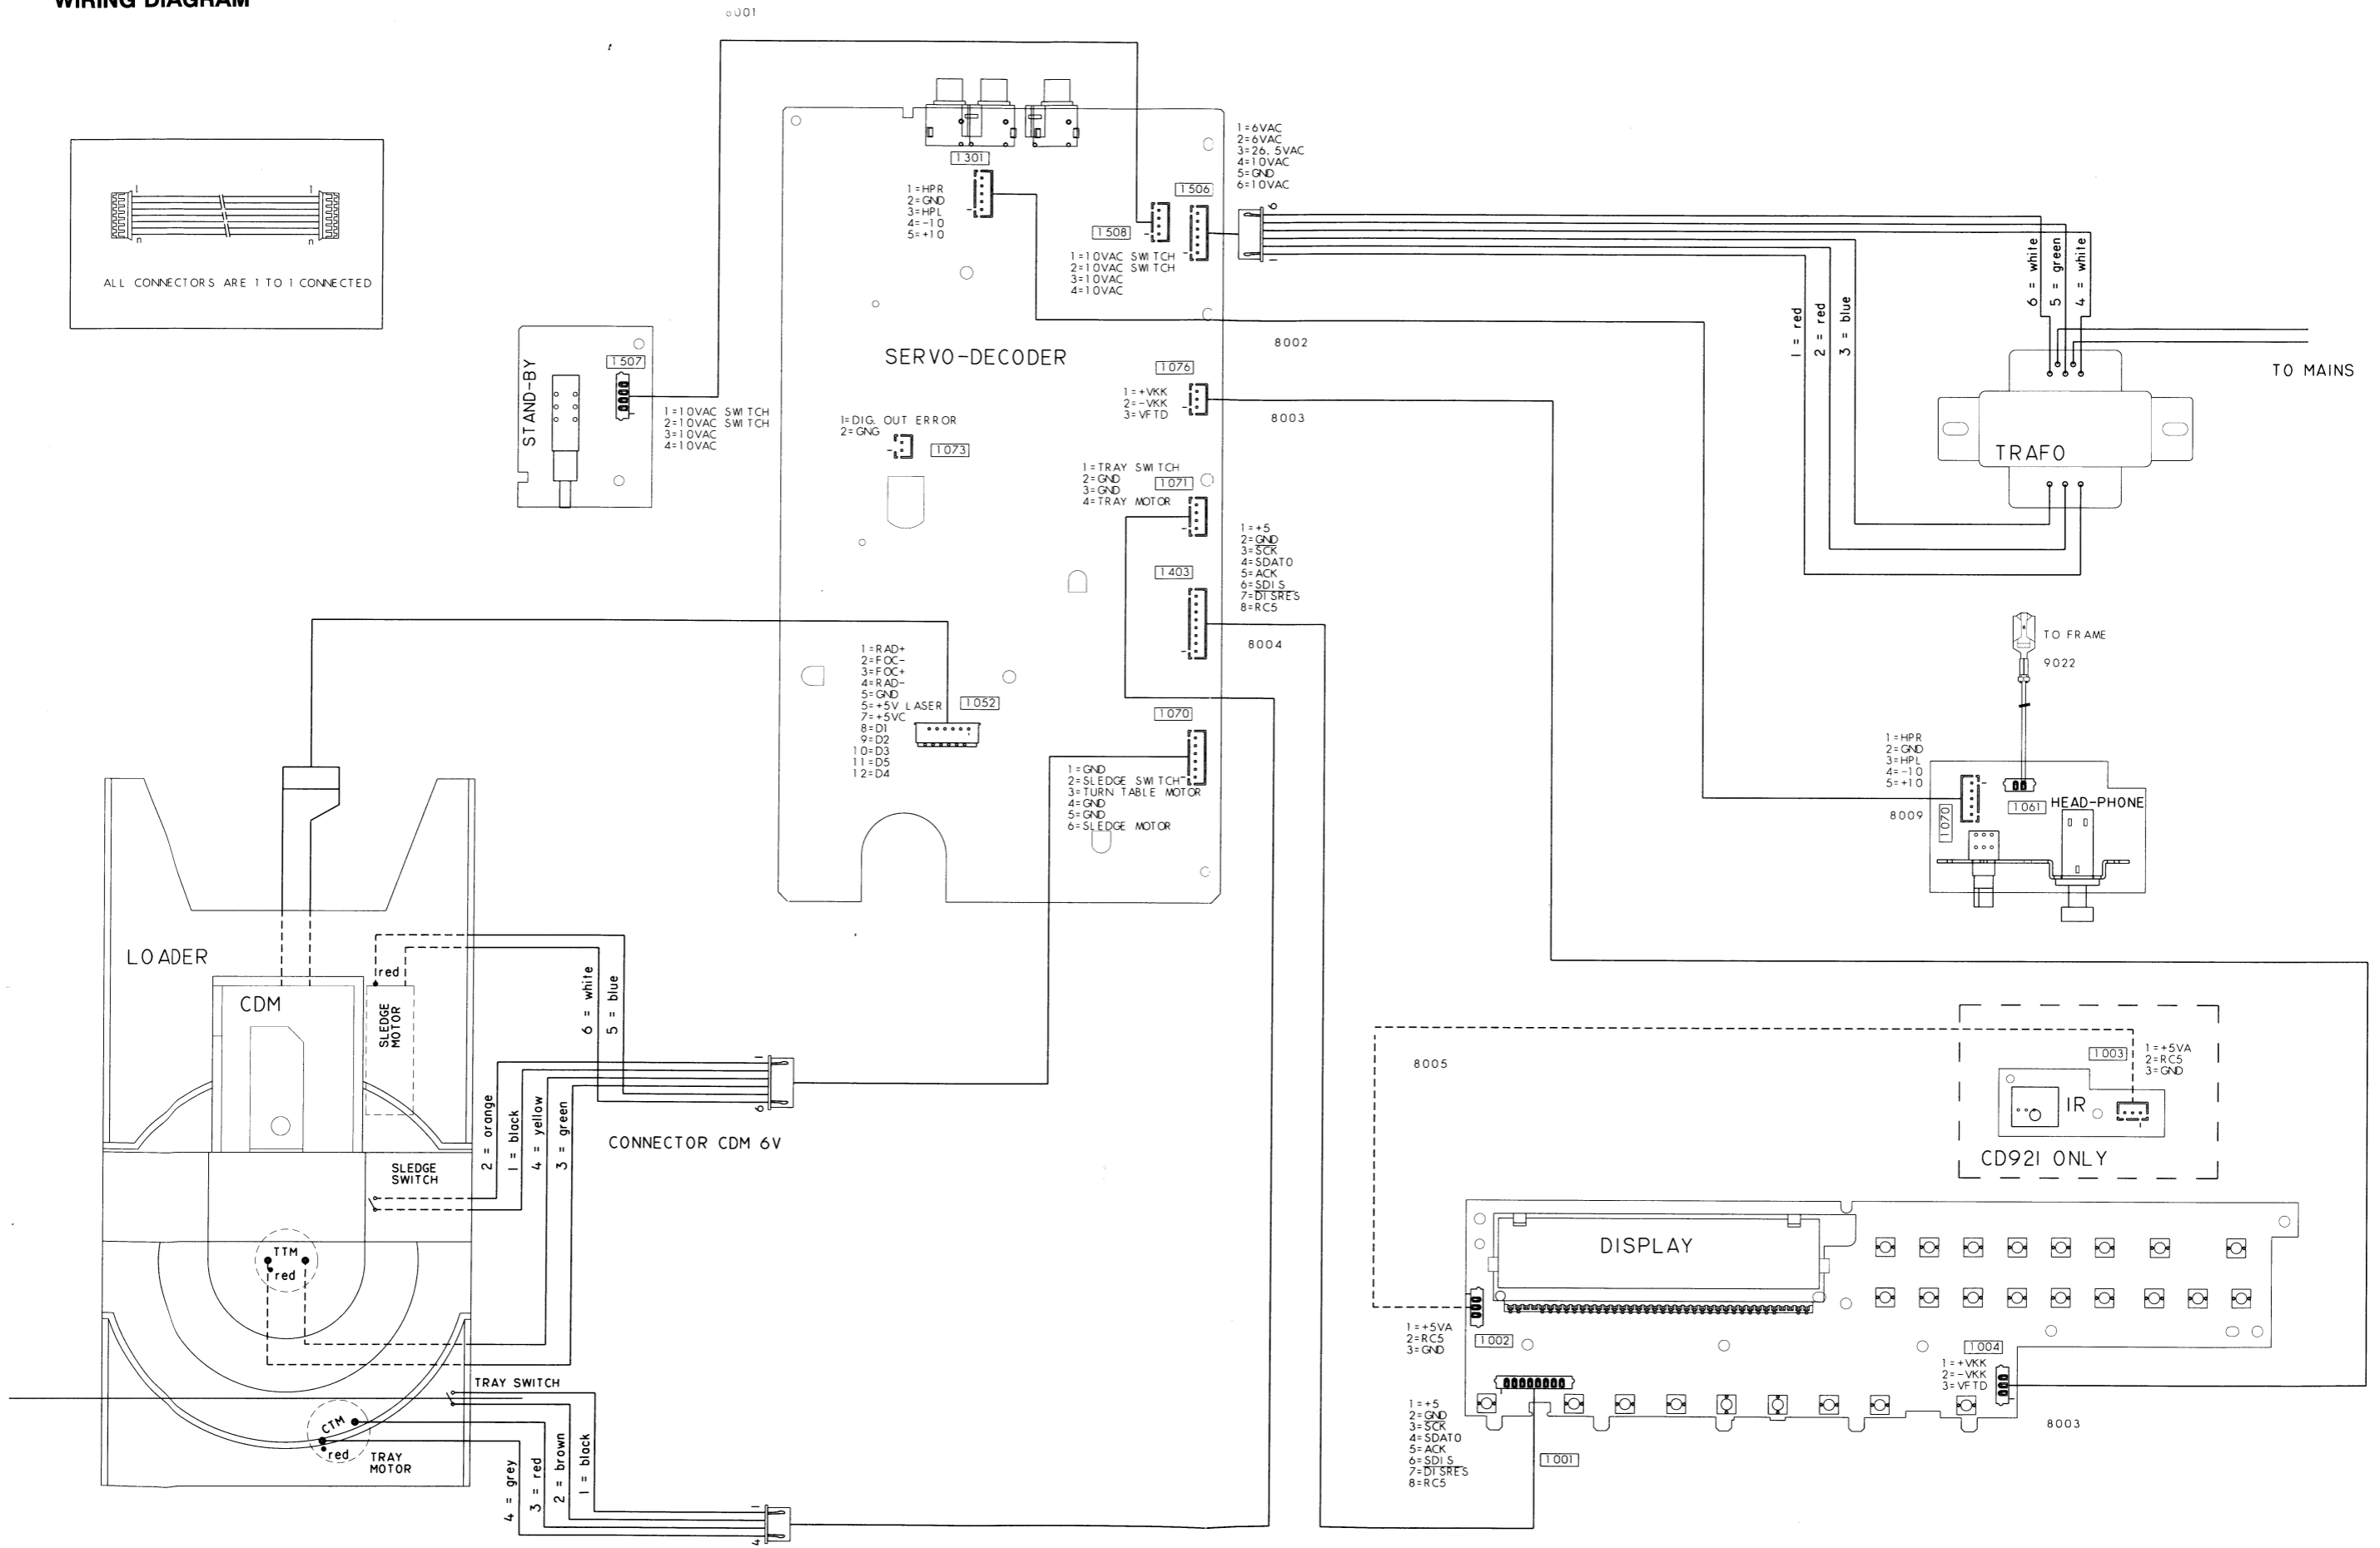 WIRING DIAGRAM
8001
1
1
n
n
ALL CONNECTORS ARE 1 TO 1 CONNECTED
1301
1=HPR
2=GND
3=HPL
4=-10
5=+10
1508
1506
1=10VAC SWITCH
2=10VAC SWITCH
3=10VAC
4=10VAC
1=6VAC
2=6VAC
3=26.5VAC
4=10VAC
5=GND
6=10VAC
6
1
6 = white
5 = green
4 = white
1 = red
2 = red
3 = blue
TO MAINS
TRAFO
STAND-BY
1507
1=10VAC SWITCH
2=10VAC SWITCH
3=10VAC
4=10VAC
SERVO-DECODER
8002
1076
1=+VKK
2=-VKK
3=VFTD
8003
1=DIG. OUT ERROR
2=GNG
1073
1=TRAY SWITCH
2=GND
3=GND
4=TRAY MOTOR
1071
1403
1=+5
2=GND
3=SCK
4=SDATO
5=ACK
6=SDIS
7=DISRES
8=RC5
8004
1=RAD+
2=FOC-
3=FOC+
4=RAD-
5=GND
5=+5V LASER
7=+5VC
8=D1
9=D2
10=D3
11=D5
12=D4
1052
1070
1=GND
2=SLEDGE SWITCH
3=TURN TABLE MOTOR
4=GND
5=GND
6=SLEDGE MOTOR
TO FRAME
9022
1=HPR
2=GND
3=HPL
4=-10
5=+10
8009
1070
1061
HEAD-PHONE
LOADER
CDM
red
SLEDGE
MOTOR
6 = white
5 = blue
2 = orange
1 = black
4 = yellow
3 = green
1
6
CONNECTOR CDM 6V
SLEDGE
SWITCH
TTM
red
TRAY SWITCH
CTM
red
TRAY
MOTOR
4 = grey
3 = red
2 = brown
1 = black
1
4
8005
1003
1=+5VA
2=RC5
3=GND
IR
CD921 ONLY
DISPLAY
1=+5VA
2=RC5
3=GND
1002
1004
1=+VKK
2=-VKK
3=VFTD
8003
1=+5
2=GND
3=SCK
4=SDATO
5=ACK
6=SDIS
7=DISRES
8=RC5
1001